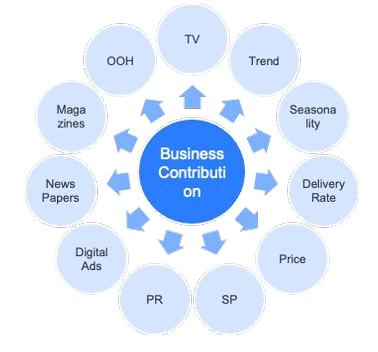 TV
Trend
Seasona
lity
Delivery
Rate
Price
SP
PR
Digital
Ads
News
Papers
Maga
zines
OOH
Business
Contributi
on